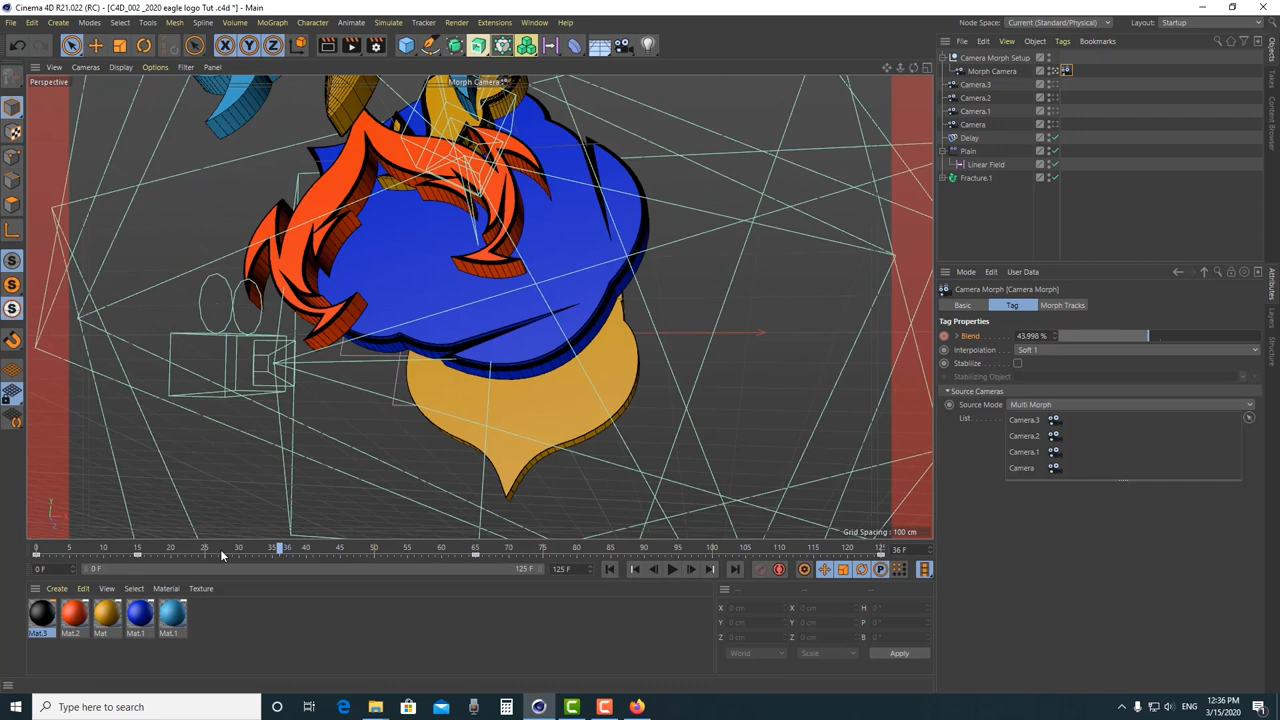 Cinema 4D R21.022 (RC) - [C4D_002 _2020 eagle logo Tut .c4d *] - Main
File Edit Create Modes Select Tools Mesh Spline Volume MoGraph Character Animate Simulate Tracker Render Extensions Window Help
Node Space: Current (Standard/Physical) Layout: Startup
View Cameras Display Options Filter Panel
File Edit View Object Tags Bookmarks
Perspective
Morph Camera
Camera Morph Setup
Morph Camera
Camera.3
Camera.2
Camera.1
Camera
Delay
Plain
Linear Field
Fracture.1
Objects
Takes
Content Browser
Mode Edit User Data
Camera Morph [Camera Morph]
Basic Tag Morph Tracks
Tag Properties
Blend 43.998 %
Interpolation Soft 1
Stabilize
Stabilizing Object
Source Cameras
Source Mode Multi Morph
List
Camera.3
Camera.2
Camera.1
Camera
Attributes
Layers
Structure
Y
X
Z
Grid Spacing : 100 cm
0 5 10 15 20 25 30 35 36 40 45 50 55 60 65 70 75 80 85 90 95 100 105 110 115 120 125
36 F
0 F 0 F 125 F 125 F
Create Edit View Select Material Texture
Mat.3 Mat.2 Mat Mat.1 Mat.1
-- -- --
X 0 cm X 0 cm H 0 °
Y 0 cm Y 0 cm P 0 °
Z 0 cm Z 0 cm B 0 °
World Scale Apply
Type here to search
12:36 PM
3/15/2020